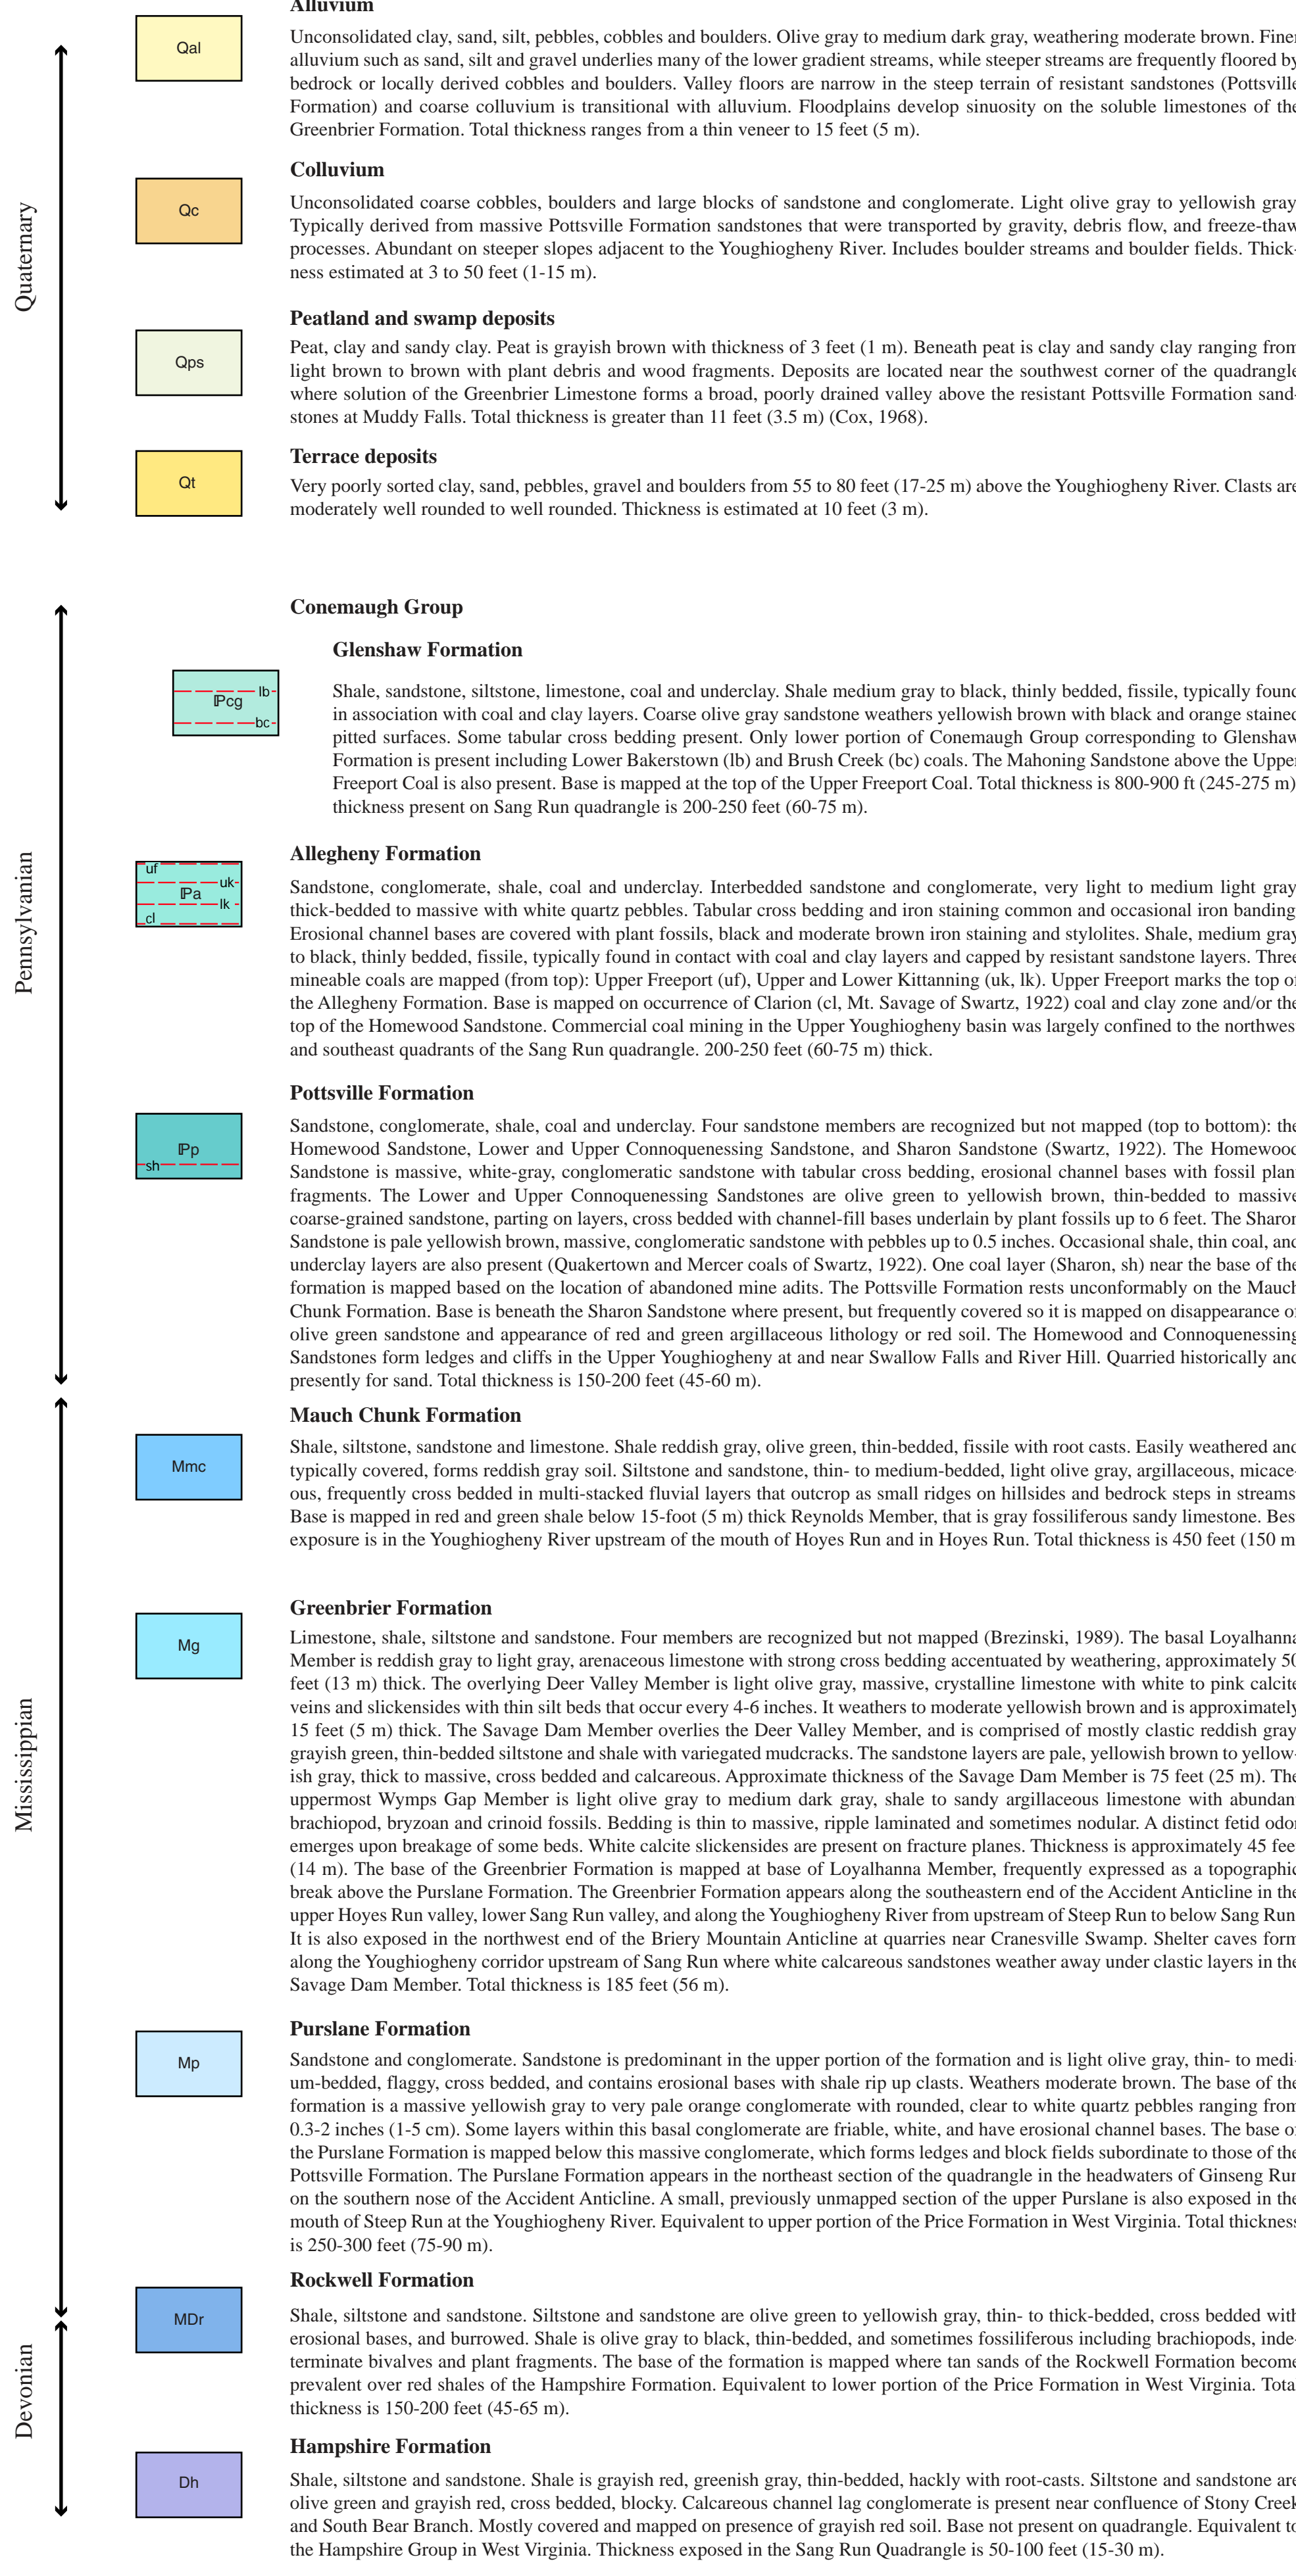 Alluvium
Qal
Unconsolidated clay, sand, silt, pebbles, cobbles and boulders. Olive gray to medium dark gray, weathering moderate brown. Finer
alluvium such as sand, silt and gravel underlies many of the lower gradient streams, while steeper streams are frequently floored by
bedrock or locally derived cobbles and boulders. Valley floors are narrow in the steep terrain of resistant sandstones (Pottsville
Formation) and coarse colluvium is transitional with alluvium. Floodplains develop sinuosity on the soluble limestones of the
Greenbrier Formation. Total thickness ranges from a thin veneer to 15 feet (5 m).
Colluvium
Qc
Unconsolidated coarse cobbles, boulders and large blocks of sandstone and conglomerate. Light olive gray to yellowish gray
Typically derived from massive Pottsville Formation sandstones that were transported by gravity, debris flow, and freeze-thaw
processes. Abundant on steeper slopes adjacent to the Youghiogheny River. Includes boulder streams and boulder fields. Thick-
ness estimated at 3 to 50 feet (1-15 m).
Quaternary
Peatland and swamp deposits
Qps
Peat, clay and sandy clay. Peat is grayish brown with thickness of 3 feet (1 m). Beneath peat is clay and sandy clay ranging from
light brown to brown with plant debris and wood fragments. Deposits are located near the southwest corner of the quadrangle
where solution of the Greenbrier Limestone forms a broad, poorly drained valley above the resistant Pottsville Formation sand-
stones at Muddy Falls. Total thickness is greater than 11 feet (3.5 m) (Cox, 1968).
Terrace deposits
Qt
Very poorly sorted clay, sand, pebbles, gravel and boulders from 55 to 80 feet (17-25 m) above the Youghiogheny River. Clasts are
moderately well rounded to well rounded. Thickness is estimated at 10 feet (3 m).
Conemaugh Group
Glenshaw Formation
lb
ℙcg
bc
Shale, sandstone, siltstone, limestone, coal and underclay. Shale medium gray to black, thinly bedded, fissile, typically found
in association with coal and clay layers. Coarse olive gray sandstone weathers yellowish brown with black and orange stained
pitted surfaces. Some tabular cross bedding present. Only lower portion of Conemaugh Group corresponding to Glenshaw
Formation is present including Lower Bakerstown (lb) and Brush Creek (bc) coals. The Mahoning Sandstone above the Upper
Freeport Coal is also present. Base is mapped at the top of the Upper Freeport Coal. Total thickness is 800-900 ft (245-275 m)
thickness present on Sang Run quadrangle is 200-250 feet (60-75 m).
Pennsylvanian
Allegheny Formation
uf
uk
ℙa
lk
cl
Sandstone, conglomerate, shale, coal and underclay. Interbedded sandstone and conglomerate, very light to medium light gray
thick-bedded to massive with white quartz pebbles. Tabular cross bedding and iron staining common and occasional iron banding
Erosional channel bases are covered with plant fossils, black and moderate brown iron staining and stylolites. Shale, medium gray
to black, thinly bedded, fissile, typically found in contact with coal and clay layers and capped by resistant sandstone layers. Three
mineable coals are mapped (from top): Upper Freeport (uf), Upper and Lower Kittanning (uk, lk). Upper Freeport marks the top of
the Allegheny Formation. Base is mapped on occurrence of Clarion (cl, Mt. Savage of Swartz, 1922) coal and clay zone and/or the
top of the Homewood Sandstone. Commercial coal mining in the Upper Youghiogheny basin was largely confined to the northwes
and southeast quadrants of the Sang Run quadrangle. 200-250 feet (60-75 m) thick.
Pottsville Formation
ℙp
sh
Sandstone, conglomerate, shale, coal and underclay. Four sandstone members are recognized but not mapped (top to bottom): the
Homewood Sandstone, Lower and Upper Connoquenessing Sandstone, and Sharon Sandstone (Swartz, 1922). The Homewood
Sandstone is massive, white-gray, conglomeratic sandstone with tabular cross bedding, erosional channel bases with fossil plant
fragments. The Lower and Upper Connoquenessing Sandstones are olive green to yellowish brown, thin-bedded to massive
coarse-grained sandstone, parting on layers, cross bedded with channel-fill bases underlain by plant fossils up to 6 feet. The Sharon
Sandstone is pale yellowish brown, massive, conglomeratic sandstone with pebbles up to 0.5 inches. Occasional shale, thin coal, and
underclay layers are also present (Quakertown and Mercer coals of Swartz, 1922). One coal layer (Sharon, sh) near the base of the
formation is mapped based on the location of abandoned mine adits. The Pottsville Formation rests unconformably on the Mauch
Chunk Formation. Base is beneath the Sharon Sandstone where present, but frequently covered so it is mapped on disappearance of
olive green sandstone and appearance of red and green argillaceous lithology or red soil. The Homewood and Connoquenessing
Sandstones form ledges and cliffs in the Upper Youghiogheny at and near Swallow Falls and River Hill. Quarried historically and
presently for sand. Total thickness is 150-200 feet (45-60 m).
Mauch Chunk Formation
Mmc
Shale, siltstone, sandstone and limestone. Shale reddish gray, olive green, thin-bedded, fissile with root casts. Easily weathered and
typically covered, forms reddish gray soil. Siltstone and sandstone, thin- to medium-bedded, light olive gray, argillaceous, micace-
ous, frequently cross bedded in multi-stacked fluvial layers that outcrop as small ridges on hillsides and bedrock steps in streams
Base is mapped in red and green shale below 15-foot (5 m) thick Reynolds Member, that is gray fossiliferous sandy limestone. Bes
exposure is in the Youghiogheny River upstream of the mouth of Hoyes Run and in Hoyes Run. Total thickness is 450 feet (150 m
Greenbrier Formation
Mg
Limestone, shale, siltstone and sandstone. Four members are recognized but not mapped (Brezinski, 1989). The basal Loyalhanna
Member is reddish gray to light gray, arenaceous limestone with strong cross bedding accentuated by weathering, approximately 50
feet (13 m) thick. The overlying Deer Valley Member is light olive gray, massive, crystalline limestone with white to pink calcite
veins and slickensides with thin silt beds that occur every 4-6 inches. It weathers to moderate yellowish brown and is approximately
15 feet (5 m) thick. The Savage Dam Member overlies the Deer Valley Member, and is comprised of mostly clastic reddish gray
grayish green, thin-bedded siltstone and shale with variegated mudcracks. The sandstone layers are pale, yellowish brown to yellow-
ish gray, thick to massive, cross bedded and calcareous. Approximate thickness of the Savage Dam Member is 75 feet (25 m). The
uppermost Wymps Gap Member is light olive gray to medium dark gray, shale to sandy argillaceous limestone with abundan
brachiopod, bryzoan and crinoid fossils. Bedding is thin to massive, ripple laminated and sometimes nodular. A distinct fetid odor
emerges upon breakage of some beds. White calcite slickensides are present on fracture planes. Thickness is approximately 45 feet
(14 m). The base of the Greenbrier Formation is mapped at base of Loyalhanna Member, frequently expressed as a topographic
break above the Purslane Formation. The Greenbrier Formation appears along the southeastern end of the Accident Anticline in the
upper Hoyes Run valley, lower Sang Run valley, and along the Youghiogheny River from upstream of Steep Run to below Sang Run
It is also exposed in the northwest end of the Briery Mountain Anticline at quarries near Cranesville Swamp. Shelter caves form
along the Youghiogheny corridor upstream of Sang Run where white calcareous sandstones weather away under clastic layers in the
Savage Dam Member. Total thickness is 185 feet (56 m).
Mississippian
Purslane Formation
Mp
Sandstone and conglomerate. Sandstone is predominant in the upper portion of the formation and is light olive gray, thin- to medi-
um-bedded, flaggy, cross bedded, and contains erosional bases with shale rip up clasts. Weathers moderate brown. The base of the
formation is a massive yellowish gray to very pale orange conglomerate with rounded, clear to white quartz pebbles ranging from
0.3-2 inches (1-5 cm). Some layers within this basal conglomerate are friable, white, and have erosional channel bases. The base of
the Purslane Formation is mapped below this massive conglomerate, which forms ledges and block fields subordinate to those of the
Pottsville Formation. The Purslane Formation appears in the northeast section of the quadrangle in the headwaters of Ginseng Run
on the southern nose of the Accident Anticline. A small, previously unmapped section of the upper Purslane is also exposed in the
mouth of Steep Run at the Youghiogheny River. Equivalent to upper portion of the Price Formation in West Virginia. Total thickness
is 250-300 feet (75-90 m).
Rockwell Formation
MDr
Shale, siltstone and sandstone. Siltstone and sandstone are olive green to yellowish gray, thin- to thick-bedded, cross bedded with
erosional bases, and burrowed. Shale is olive gray to black, thin-bedded, and sometimes fossiliferous including brachiopods, inde-
terminate bivalves and plant fragments. The base of the formation is mapped where tan sands of the Rockwell Formation become
prevalent over red shales of the Hampshire Formation. Equivalent to lower portion of the Price Formation in West Virginia. Total
thickness is 150-200 feet (45-65 m).
Devonian
Hampshire Formation
Dh
Shale, siltstone and sandstone. Shale is grayish red, greenish gray, thin-bedded, hackly with root-casts. Siltstone and sandstone are
olive green and grayish red, cross bedded, blocky. Calcareous channel lag conglomerate is present near confluence of Stony Creek
and South Bear Branch. Mostly covered and mapped on presence of grayish red soil. Base not present on quadrangle. Equivalent to
the Hampshire Group in West Virginia. Thickness exposed in the Sang Run Quadrangle is 50-100 feet (15-30 m).